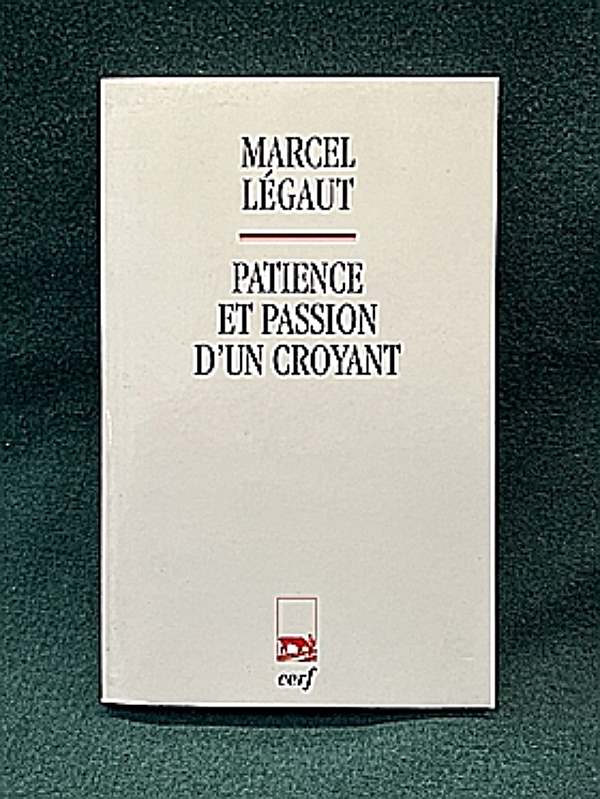 MARCEL
LÉGAUT
PATIENCE
ET PASSION
D'UN CROYANT
cerf